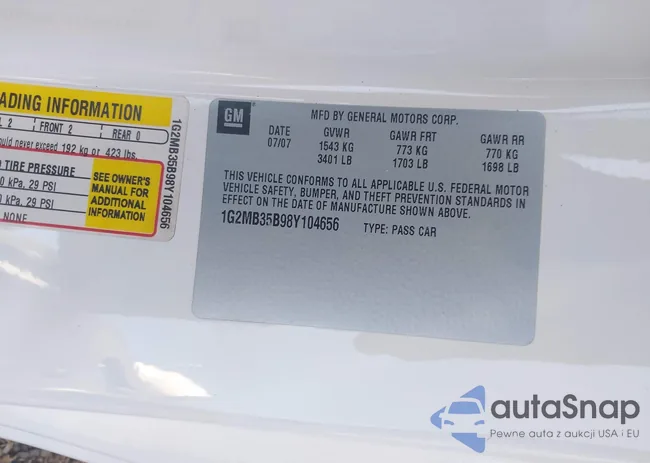 ADING INFORMATION
L 2 FRONT 2 REAR 0
ould never exceed 192 kg or 423 lbs.
TIRE PRESSURE
0 kPa, 29 PSI
0 kPa, 29 PSI
NONE
SEE OWNER'S
MANUAL FOR
ADDITIONAL
INFORMATION
1G2MB35B98Y104656
GM
MFD BY GENERAL MOTORS CORP.
DATE GVWR GAWR FRT GAWR RR
07/07 1543 KG 773 KG 770 KG
3401 LB 1703 LB 1698 LB
THIS VEHICLE CONFORMS TO ALL APPLICABLE U.S. FEDERAL MOTOR
VEHICLE SAFETY, BUMPER, AND THEFT PREVENTION STANDARDS IN
EFFECT ON THE DATE OF MANUFACTURE SHOWN ABOVE.
1G2MB35B98Y104656 TYPE: PASS CAR
autaSnap
Pewne auta z aukcji USA i EU